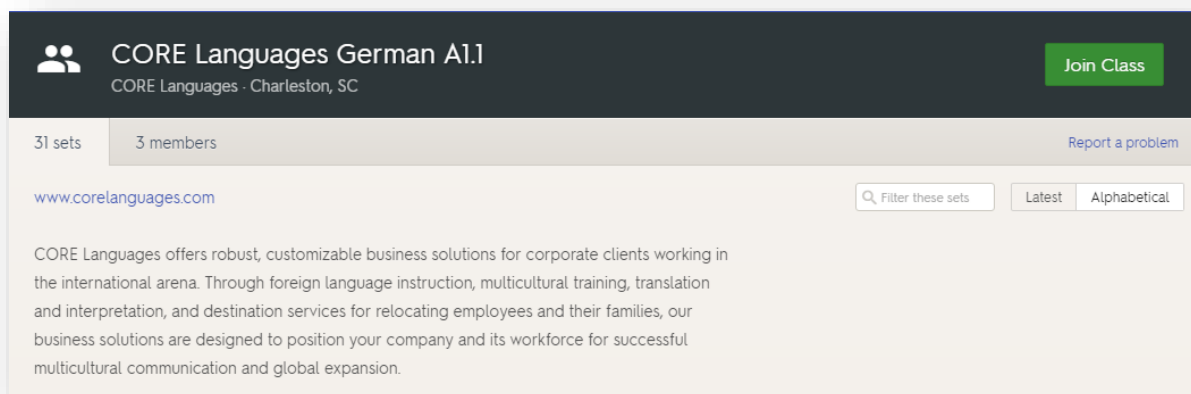 CORE Languages German A1.1
CORE Languages · Charleston, SC
Join Class
31 sets
3 members
Report a problem
www.corelanguages.com
Filter these sets
Latest
Alphabetical
CORE Languages offers robust, customizable business solutions for corporate clients working in
the international arena. Through foreign language instruction, multicultural training, translation
and interpretation, and destination services for relocating employees and their families, our
business solutions are designed to position your company and its workforce for successful
multicultural communication and global expansion.